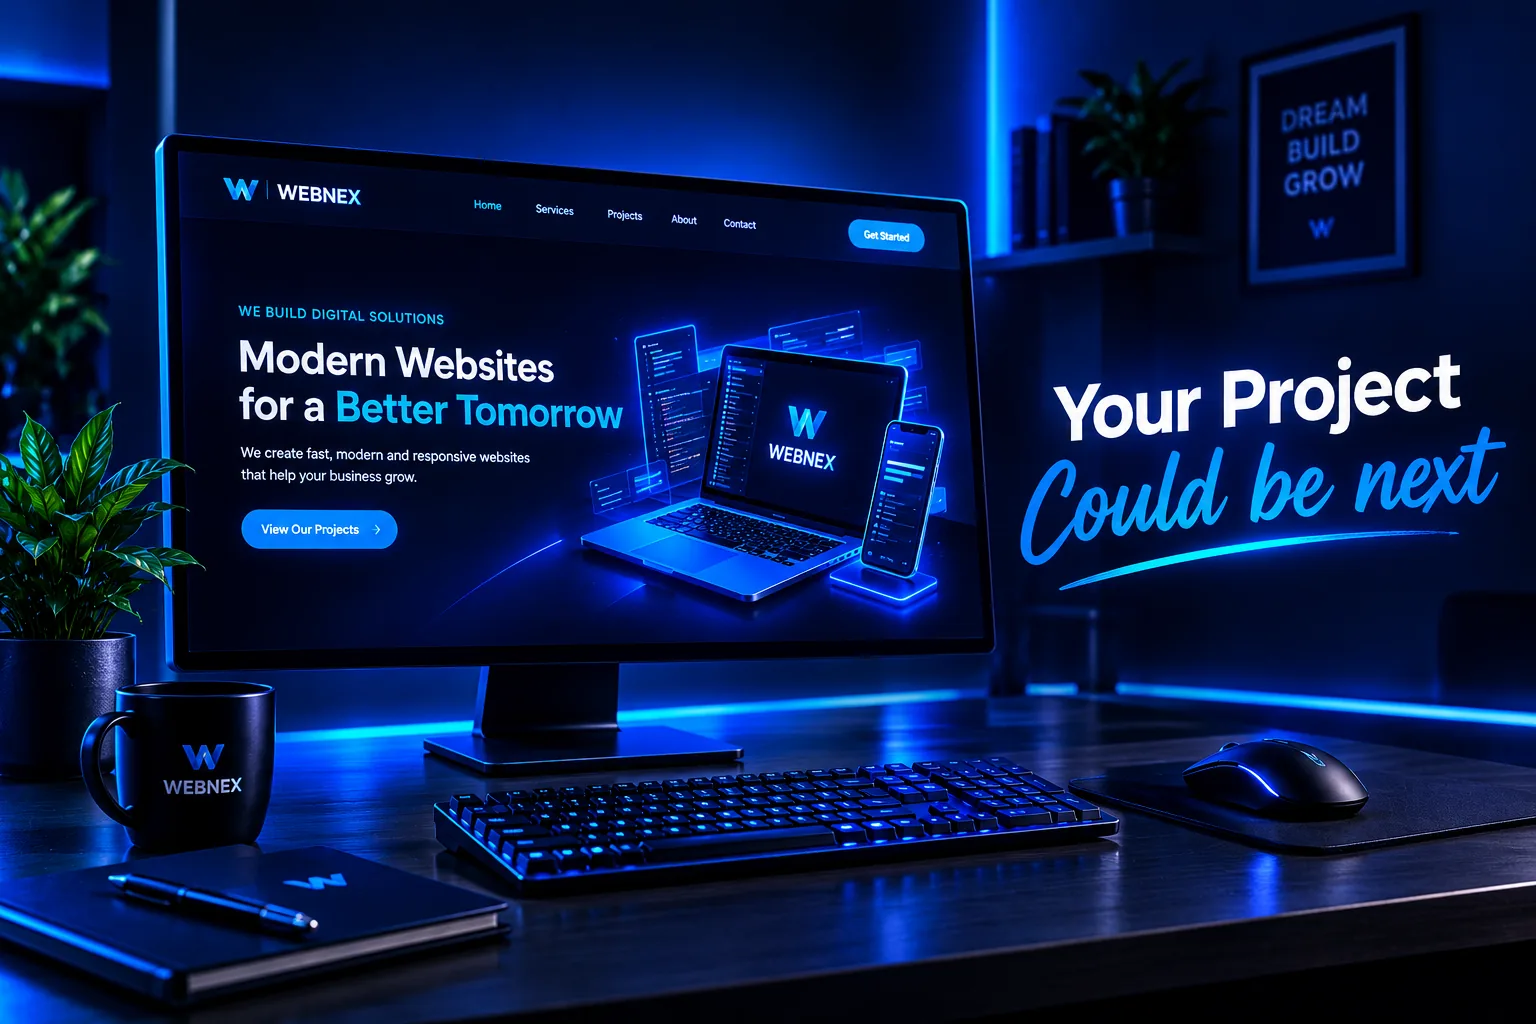 WEBNEX
Home
Services
Projects
About
Contact
Get Started
WE BUILD DIGITAL SOLUTIONS
Modern Websites
for a Better Tomorrow
We create fast, modern and responsive websites
that help your business grow.
View Our Projects
WEBNEX
DREAM
BUILD
GROW
Your Project
Could be next
WEBNEX